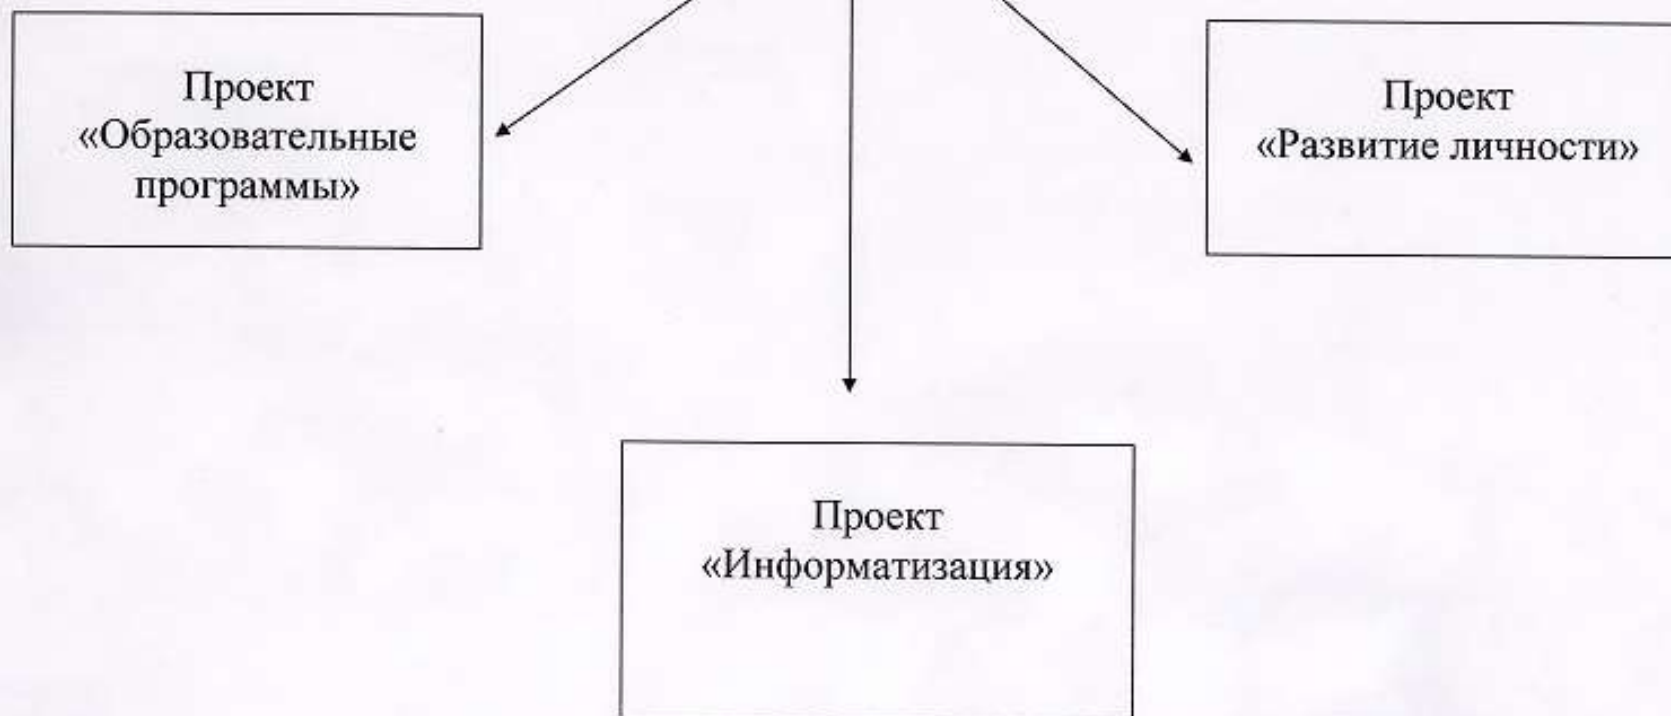 Проект
«Образовательные
программы»
Проект
«Развитие личности»
Проект
«Информатизация»